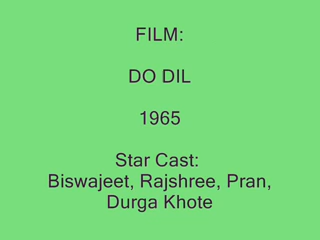 FILM:
DO DIL
1965
Star Cast:
Biswajeet, Rajshree, Pran,
Durga Khote